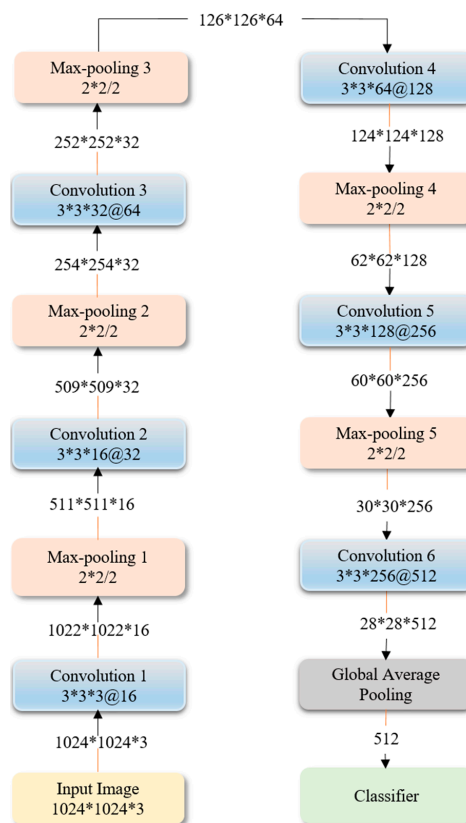 126*126*64
Max-pooling 3
2*2/2
252*252*32
Convolution 3
3*3*32@64
254*254*32
Max-pooling 2
2*2/2
509*509*32
Convolution 2
3*3*16@32
511*511*16
Max-pooling 1
2*2/2
1022*1022*16
Convolution 1
3*3*3@16
1024*1024*3
Input Image
1024*1024*3
Convolution 4
3*3*64@128
124*124*128
Max-pooling 4
2*2/2
62*62*128
Convolution 5
3*3*128@256
60*60*256
Max-pooling 5
2*2/2
30*30*256
Convolution 6
3*3*256@512
28*28*512
Global Average
Pooling
512
Classifier